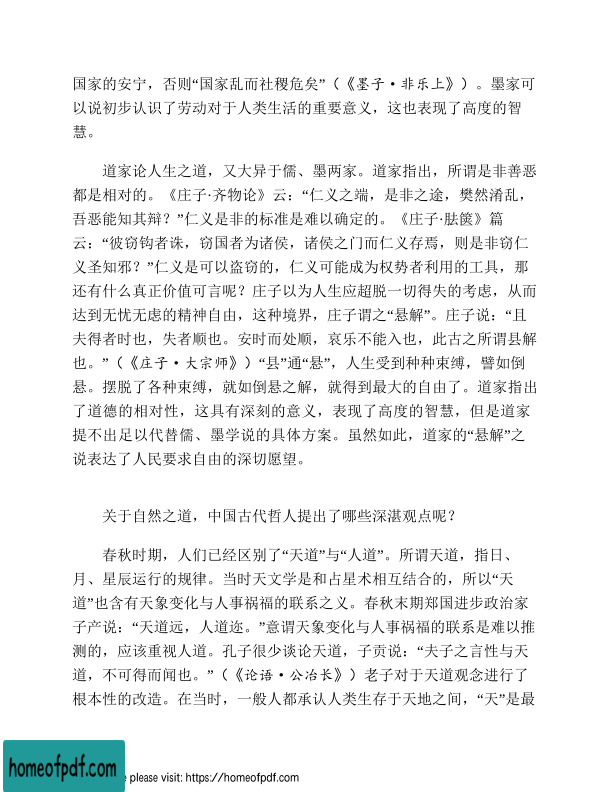 国家的安宁，否则“国家乱而社稷危矣”（《墨子·非乐上》）。墨家可
以说初步认识了劳动对于人类生活的重要意义，这也表现了高度的智
慧。
道家论人生之道，又大异于儒、墨两家。道家指出，所谓是非善恶
都是相对的。《庄子·齐物论》云：“仁义之端，是非之途，樊然淆乱，
吾恶能知其辩？”仁义是非的标准是难以确定的。《庄子·胠箧》篇
云：“彼窃钩者诛，窃国者为诸侯，诸侯之门而仁义存焉，则是非窃仁
义圣知邪？”仁义是可以盗窃的，仁义可能成为权势者利用的工具，那
还有什么真正价值可言呢？庄子以为人生应超脱一切得失的考虑，从而
达到无忧无虑的精神自由，这种境界，庄子谓之“悬解”。庄子说：“且
夫得者时也，失者顺也。安时而处顺，哀乐不能入也，此古之所谓县解
也。”（《庄子·大宗师》）“县”通“悬”，人生受到种种束缚，譬如倒
悬。摆脱了各种束缚，就如倒悬之解，就得到最大的自由了。道家指出
了道德的相对性，这具有深刻的意义，表现了高度的智慧，但是道家
提不出足以代替儒、墨学说的具体方案。虽然如此，道家的“悬解”之
说表达了人民要求自由的深切愿望。
关于自然之道，中国古代哲人提出了哪些深湛观点呢？
春秋时期，人们已经区别了“天道”与“人道”。所谓天道，指日、
月、星辰运行的规律。当时天文学是和占星术相互结合的，所以“天
道”也含有天象变化与人事祸福的联系之义。春秋末期郑国进步政治家
子产说：“天道远，人道迩。”意谓天象变化与人事祸福的联系是难以推
测的，应该重视人道。孔子很少谈论天道，子贡说：“夫子之言性与天
道，不可得而闻也。”（《论语·公冶长》）老子对于天道观念进行了
根本性的改造。在当时，一般人都承认人类生存于天地之间，“天”是最
homeofpdf.com
e please visit: https://homeofpdf.com